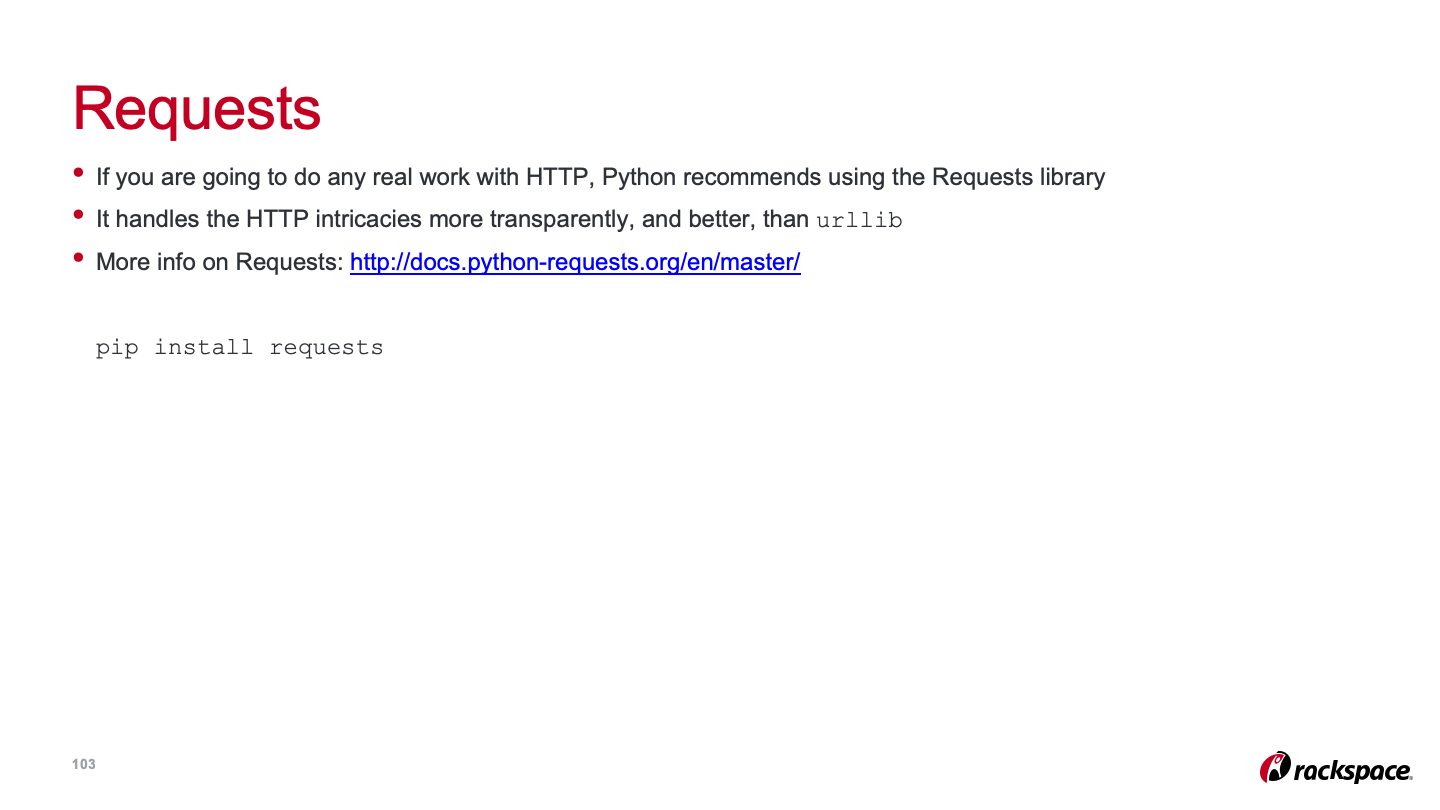 Requests
• If you are going to do any real work with HTTP, Python recommends using the Requests library
• It handles the HTTP intricacies more transparently, and better, than urllib
• More info on Requests: http://docs.python-requests.org/en/master/
pip install requests
103
rackspace.